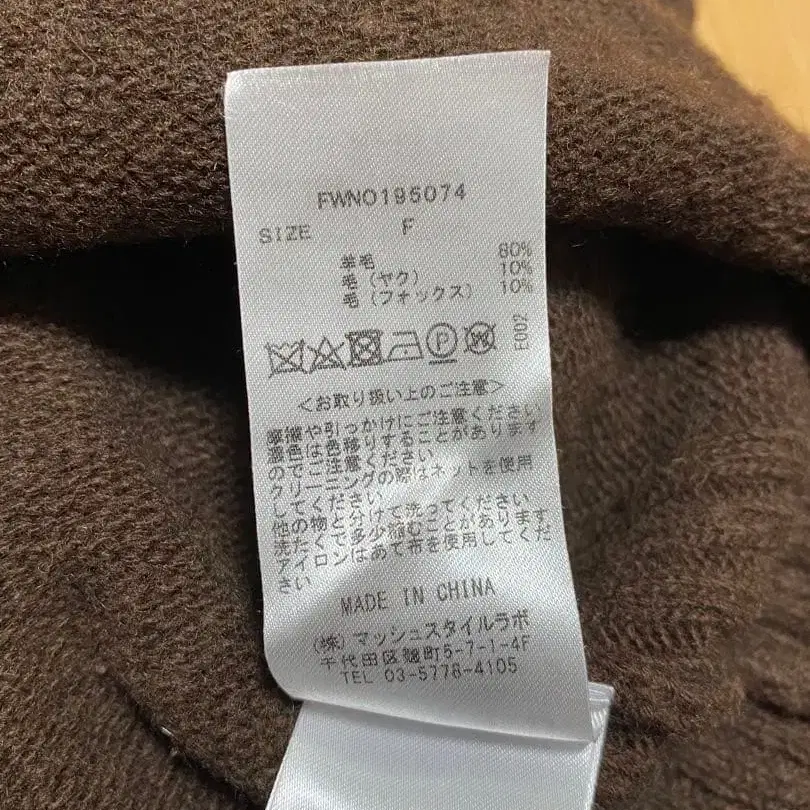 FWNO195074
SIZE F
羊毛 80%
毛(ヤク) 10%
毛(フォックス) 10%
P W E002
<お取り扱い上のご注意>
摩擦や引っかけにご注意ください
濃色は色移りすることがあります
のでご注意ください
クリーニングの際はネットを使用
してください
他の物と分けて洗ってください
洗たくで多少縮むことがあります
アイロンはあて布を使用してくだ
さい
MADE IN CHINA
(株)マッシュスタイルラボ
千代田区麹町5-7-1-4F
TEL 03-5778-4105